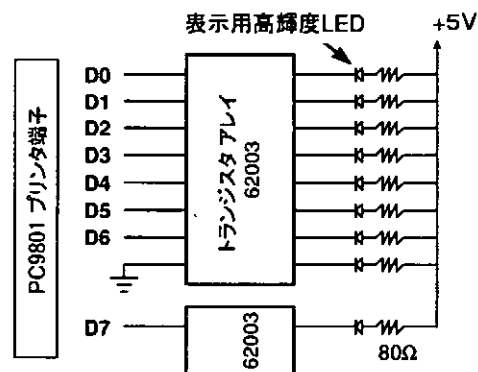 表示用高輝度LED
+5V
PC9801 プリンタ端子
D0
D1
D2
D3
D4
D5
D6
トランジスタ アレイ
62003
D7
62003
80Ω